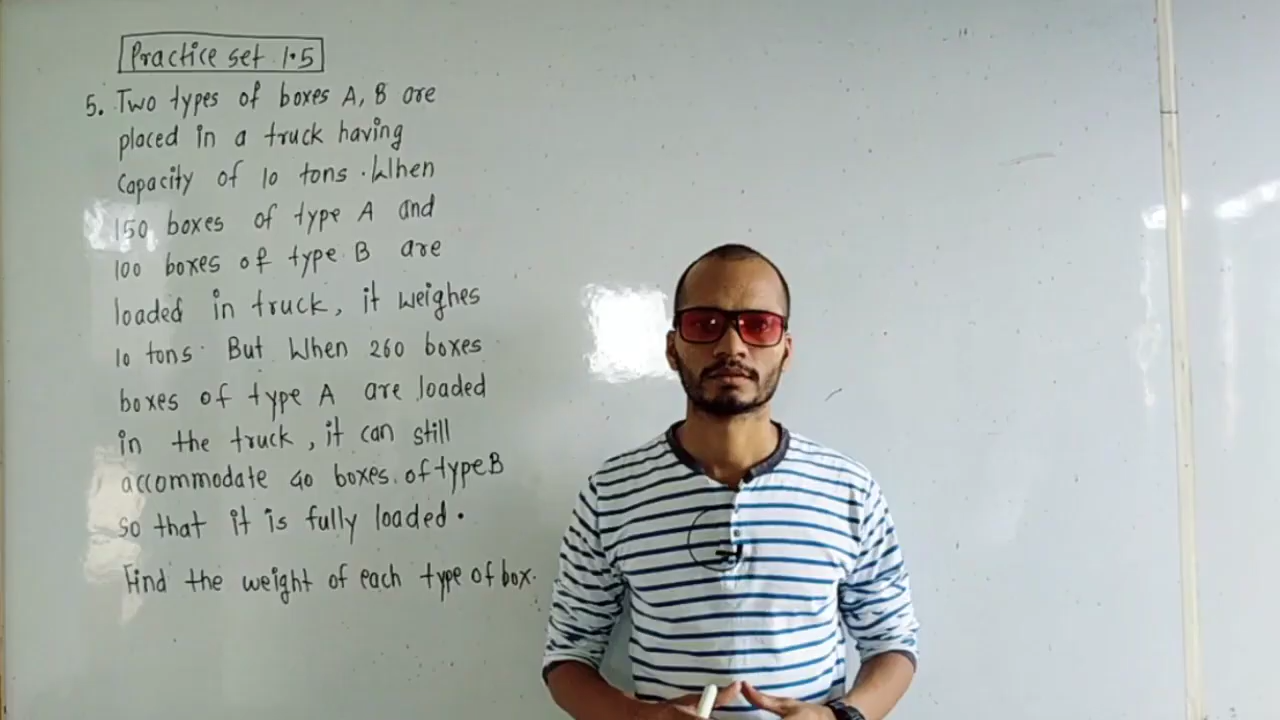 Practice set 1.5
5. Two types of boxes A, B are
placed in a truck having
Capacity of 10 tons. When
150 boxes of type A and
100 boxes of type B are
loaded in truck, it weighes
10 tons. But When 260 boxes
boxes of type A are loaded
in the truck, it can still
accommodate 40 boxes of type B
so that it is fully loaded.
Find the weight of each type of box.